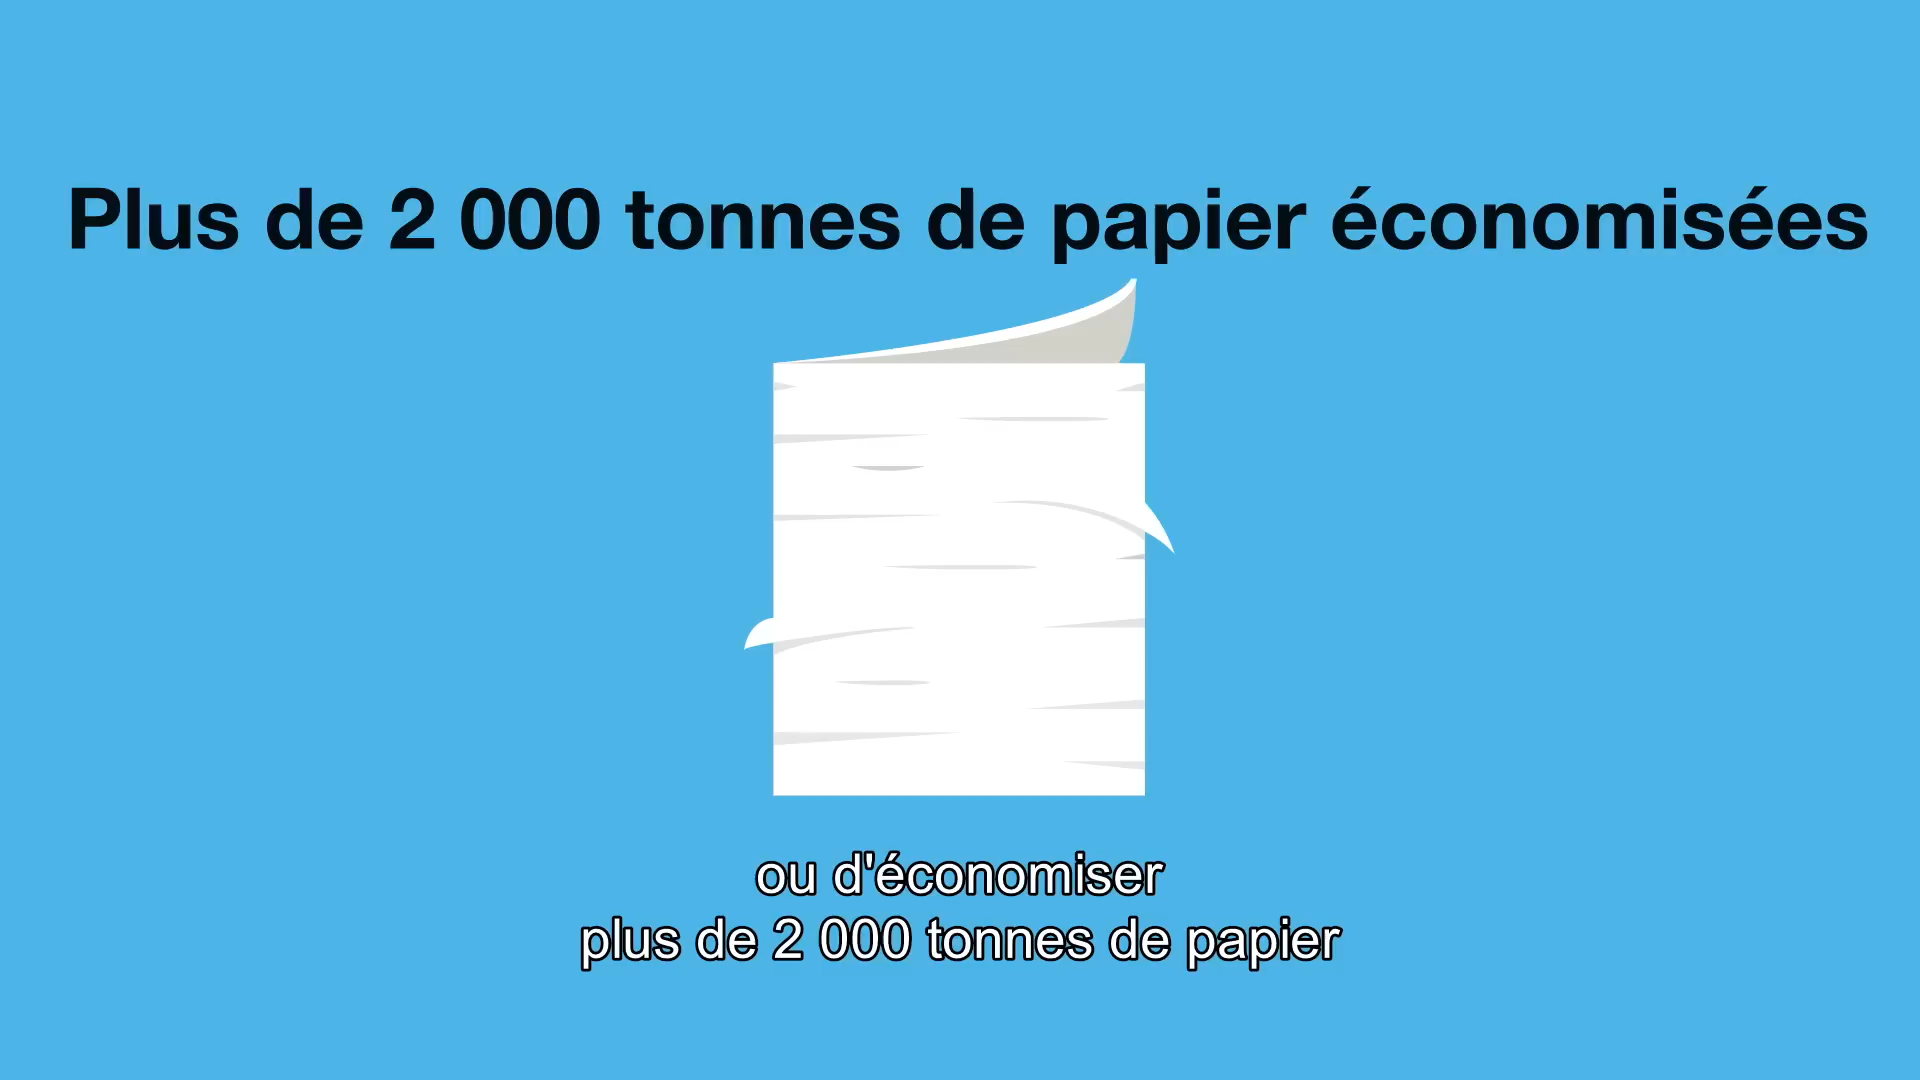 Plus de 2 000 tonnes de papier économisées
ou d'économiser
plus de 2 000 tonnes de papier